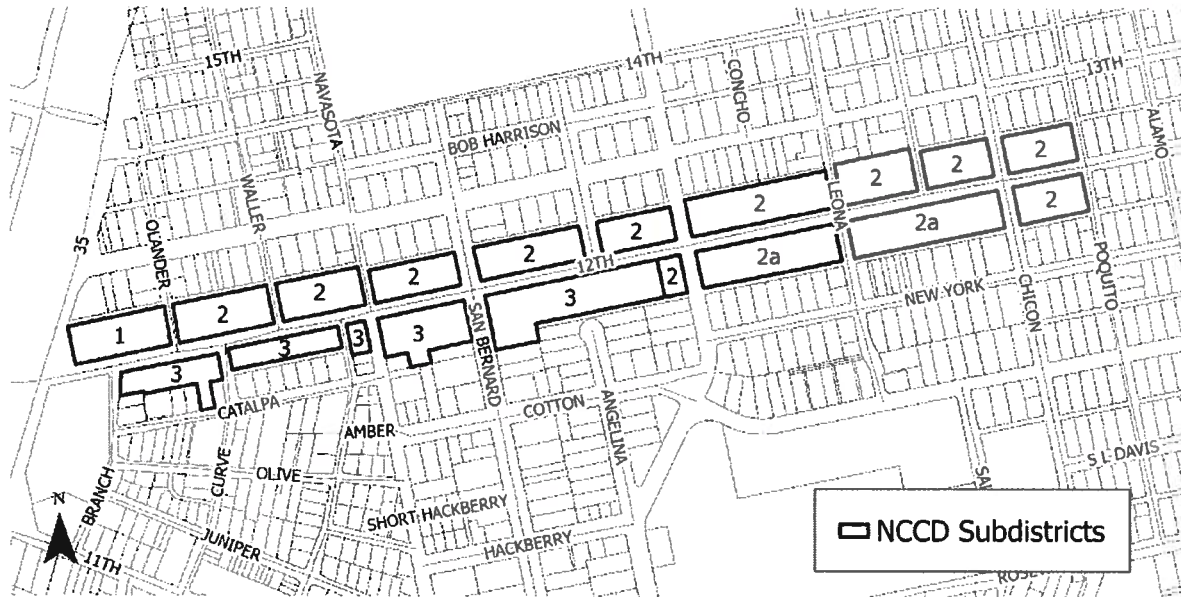 15TH
NAVASOTA
14TH
CONCHO
13TH
ALAMO
BOB HARRISON
WALLER
OLANDER
35
LEONA
2
2
2
2
2
2
2
2
2
1
12TH
2a
2a
2
2
3
3
3
3
3
SAN BERNARD
NEW YORK
CHICON
POQUITO
CATALPA
COTTON
ANGELINA
AMBER
OLIVE
CURVE
BRANCH
JUNIPER
SHORT HACKBERRY
HACKBERRY
S L DAVIS
N
11TH
NCCD Subdistricts